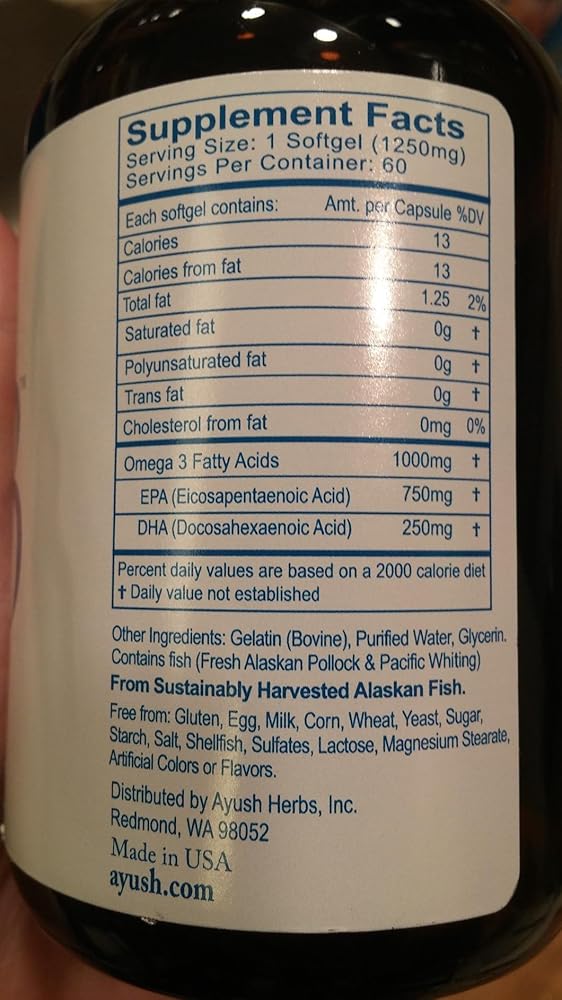 Supplement Facts
Serving Size: 1 Softgel (1250mg)
Servings Per Container: 60
Each softgel contains: Amt. per Capsule %DV
Calories 13
Calories from fat 13
Total fat 1.25 2%
Saturated fat 0g †
Polyunsaturated fat 0g †
Trans fat 0g †
Cholesterol from fat 0mg 0%
Omega 3 Fatty Acids 1000mg †
EPA (Eicosapentaenoic Acid) 750mg †
DHA (Docosahexaenoic Acid) 250mg †
Percent daily values are based on a 2000 calorie diet
† Daily value not established
Other Ingredients: Gelatin (Bovine), Purified Water, Glycerin.
Contains fish (Fresh Alaskan Pollock & Pacific Whiting)
From Sustainably Harvested Alaskan Fish.
Free from: Gluten, Egg, Milk, Corn, Wheat, Yeast, Sugar,
Starch, Salt, Shellfish, Sulfates, Lactose, Magnesium Stearate,
Artificial Colors or Flavors.
Distributed by Ayush Herbs, Inc.
Redmond, WA 98052
Made in USA
ayush.com